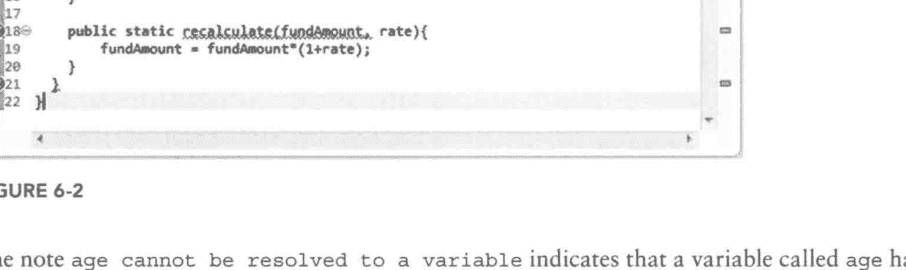 17
18 public static recalculate(fundAmount, rate){
19 fundAmount = fundAmount*(1+rate);
20 }
21 }
22 }
GURE 6-2
ne note age cannot be resolved to a variable indicates that a variable called age ha